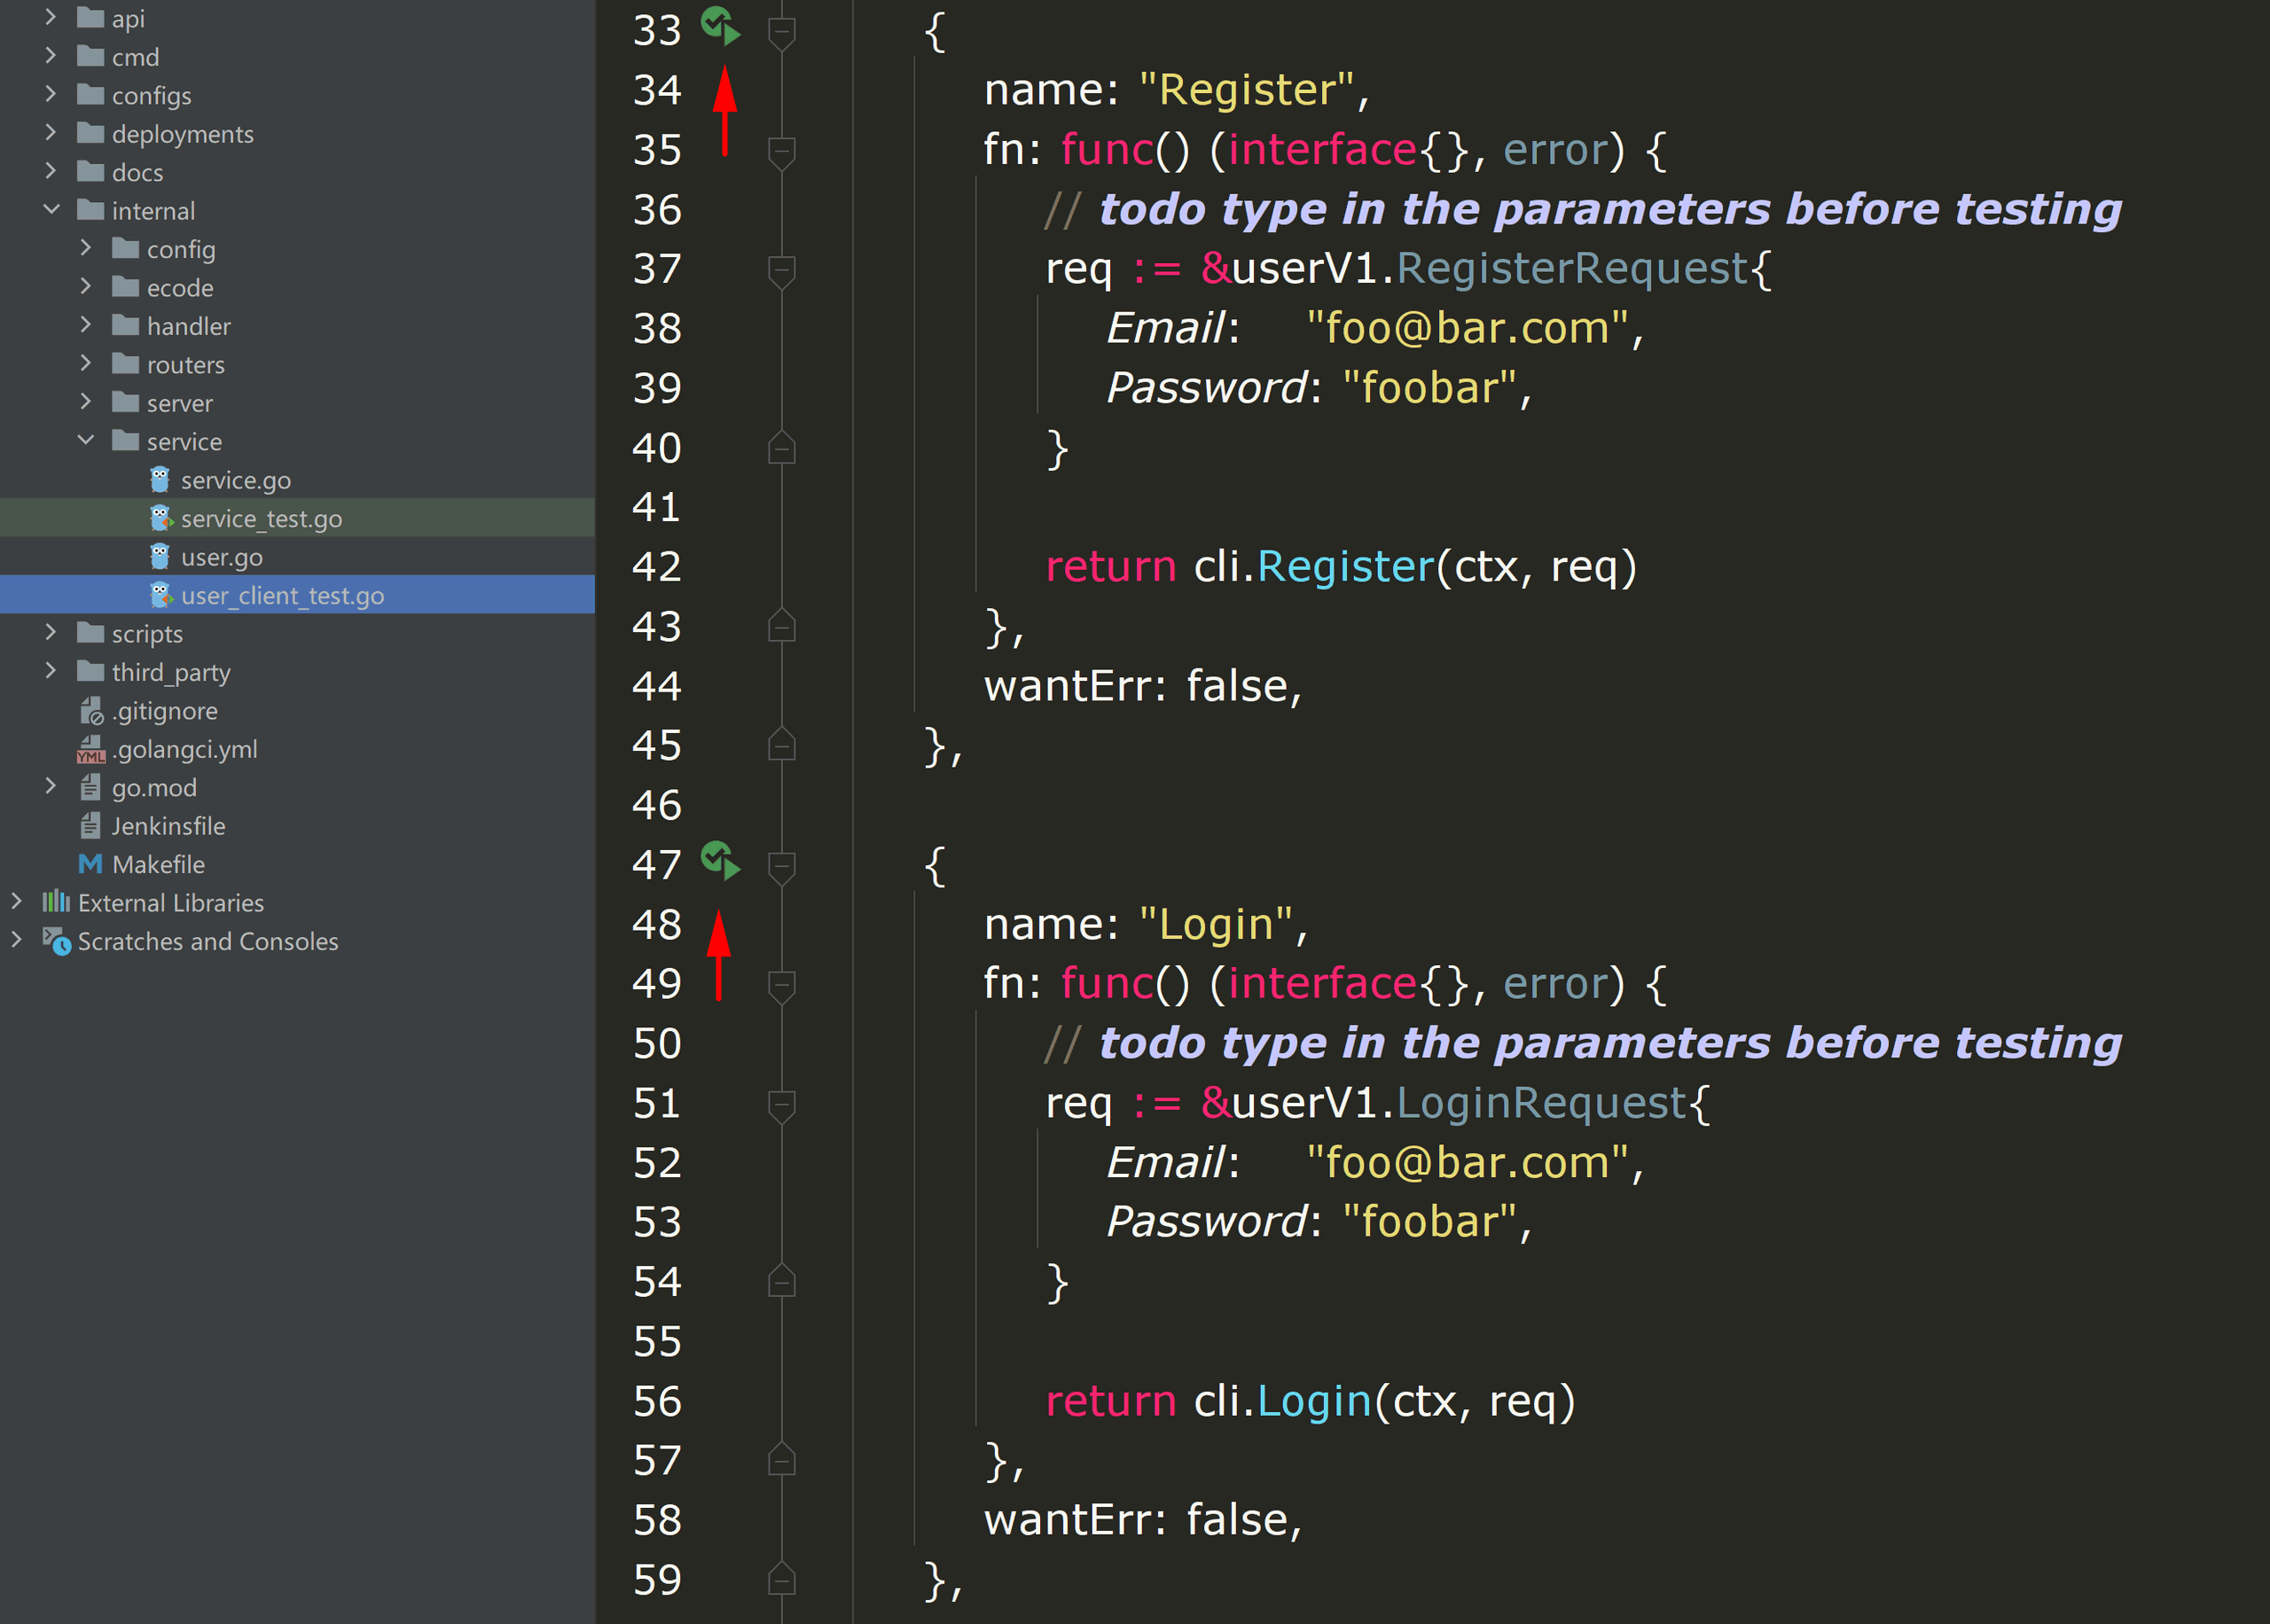 api
cmd
configs
deployments
docs
internal
config
ecode
handler
routers
server
service
service.go
service_test.go
user.go
user_client_test.go
scripts
third_party
.gitignore
YML .golangci.yml
go.mod
Jenkinsfile
Makefile
External Libraries
Scratches and Consoles
33 {
34 name: "Register",
35 fn: func() (interface{}, error) {
36 // todo type in the parameters before testing
37 req := &userV1.RegisterRequest{
38 Email: "foo@bar.com",
39 Password: "foobar",
40 }
41
42 return cli.Register(ctx, req)
43 },
44 wantErr: false,
45 },
46
47 {
48 name: "Login",
49 fn: func() (interface{}, error) {
50 // todo type in the parameters before testing
51 req := &userV1.LoginRequest{
52 Email: "foo@bar.com",
53 Password: "foobar",
54 }
55
56 return cli.Login(ctx, req)
57 },
58 wantErr: false,
59 },